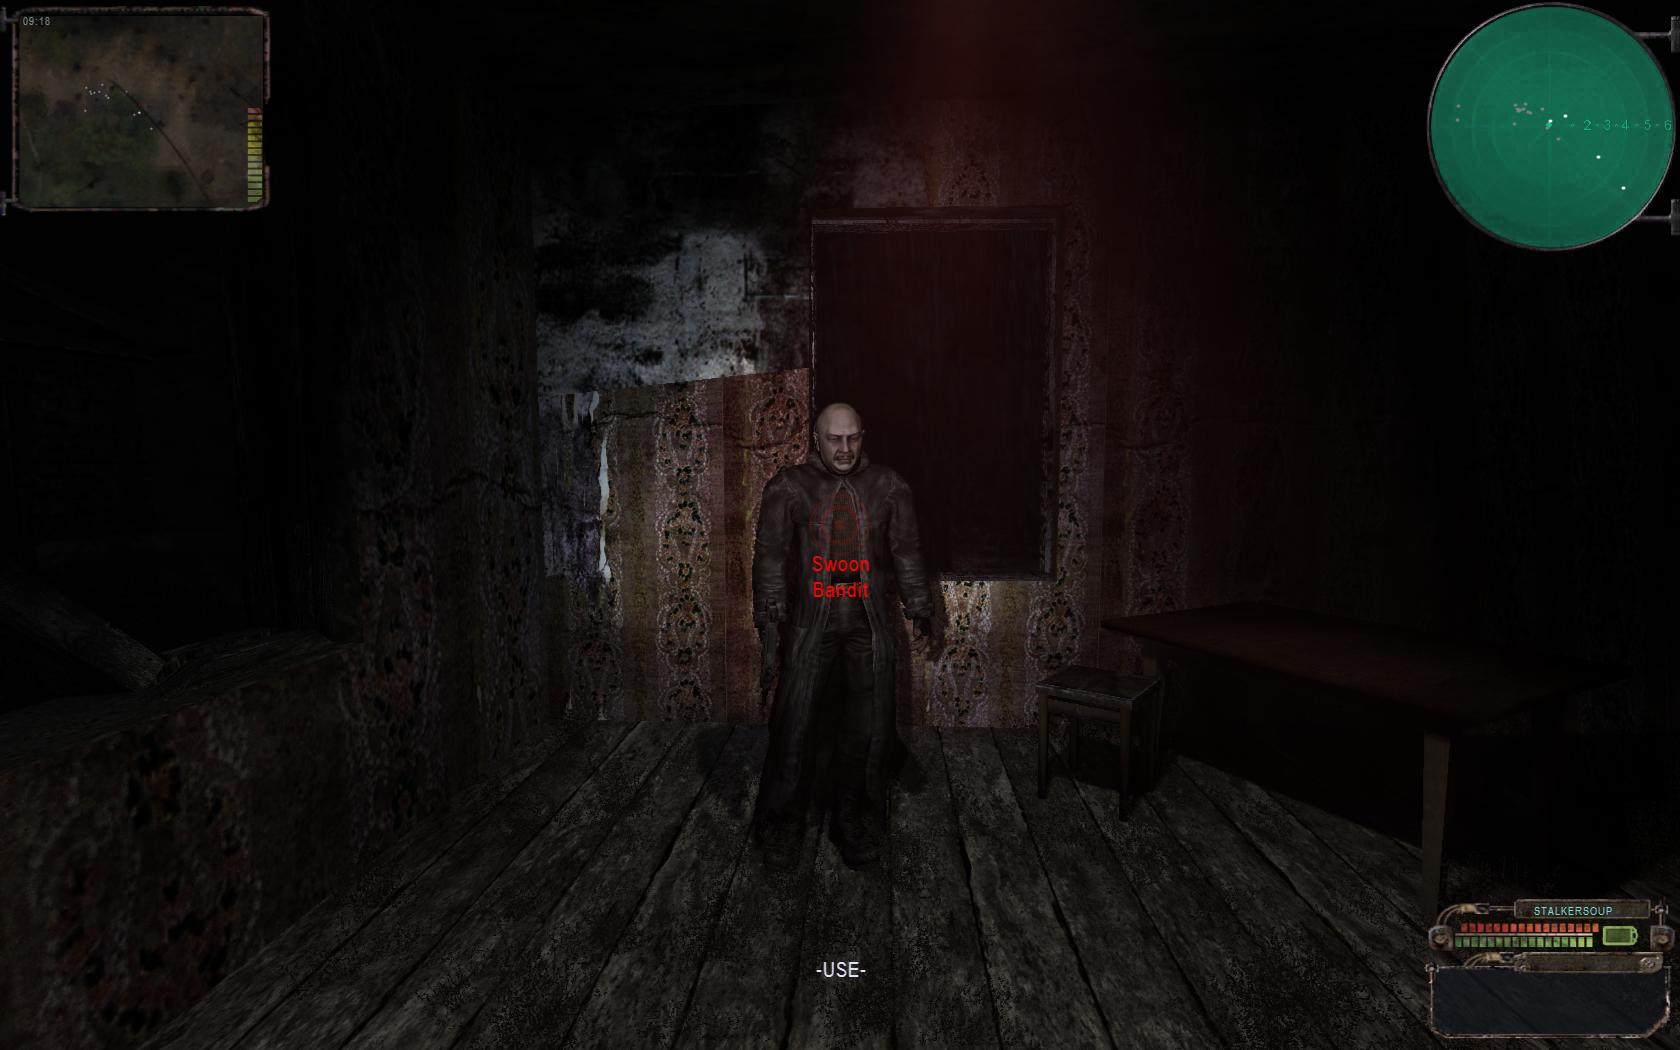 09:18
2-3-4-5-6
Swoon
Bandit
STALKERSOUP
-USE-